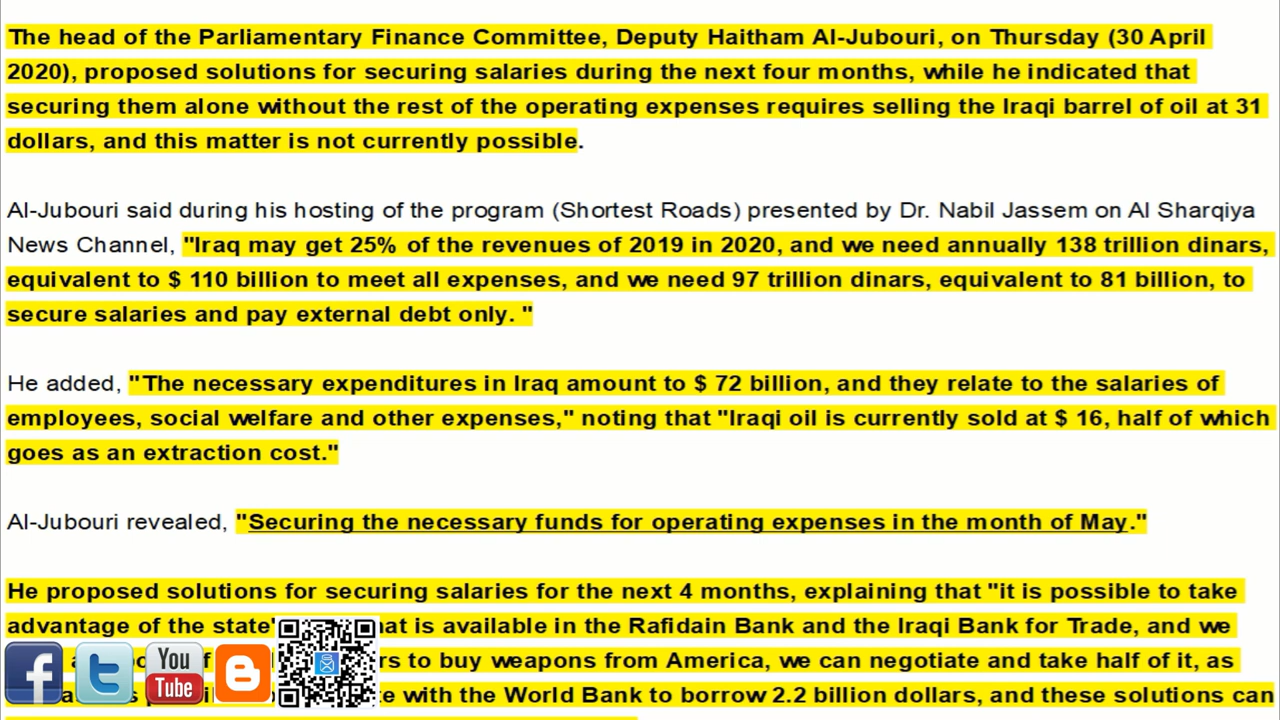 The head of the Parliamentary Finance Committee, Deputy Haitham Al-Jubouri, on Thursday (30 April
2020), proposed solutions for securing salaries during the next four months, while he indicated that
securing them alone without the rest of the operating expenses requires selling the Iraqi barrel of oil at 31
dollars, and this matter is not currently possible.
Al-Jubouri said during his hosting of the program (Shortest Roads) presented by Dr. Nabil Jassem on Al Sharqiya
News Channel, "Iraq may get 25% of the revenues of 2019 in 2020, and we need annually 138 trillion dinars,
equivalent to $ 110 billion to meet all expenses, and we need 97 trillion dinars, equivalent to 81 billion, to
secure salaries and pay external debt only. "
He added, "The necessary expenditures in Iraq amount to $ 72 billion, and they relate to the salaries of
employees, social welfare and other expenses," noting that "Iraqi oil is currently sold at $ 16, half of which
goes as an extraction cost."
Al-Jubouri revealed, "Securing the necessary funds for operating expenses in the month of May."
He proposed solutions for securing salaries for the next 4 months, explaining that "it is possible to take
advantage of the state' is available in the Rafidain Bank and the Iraqi Bank for Trade, and we
to buy weapons from America, we can negotiate and take half of it, as
with the World Bank to borrow 2.2 billion dollars, and these solutions can
You
Tube